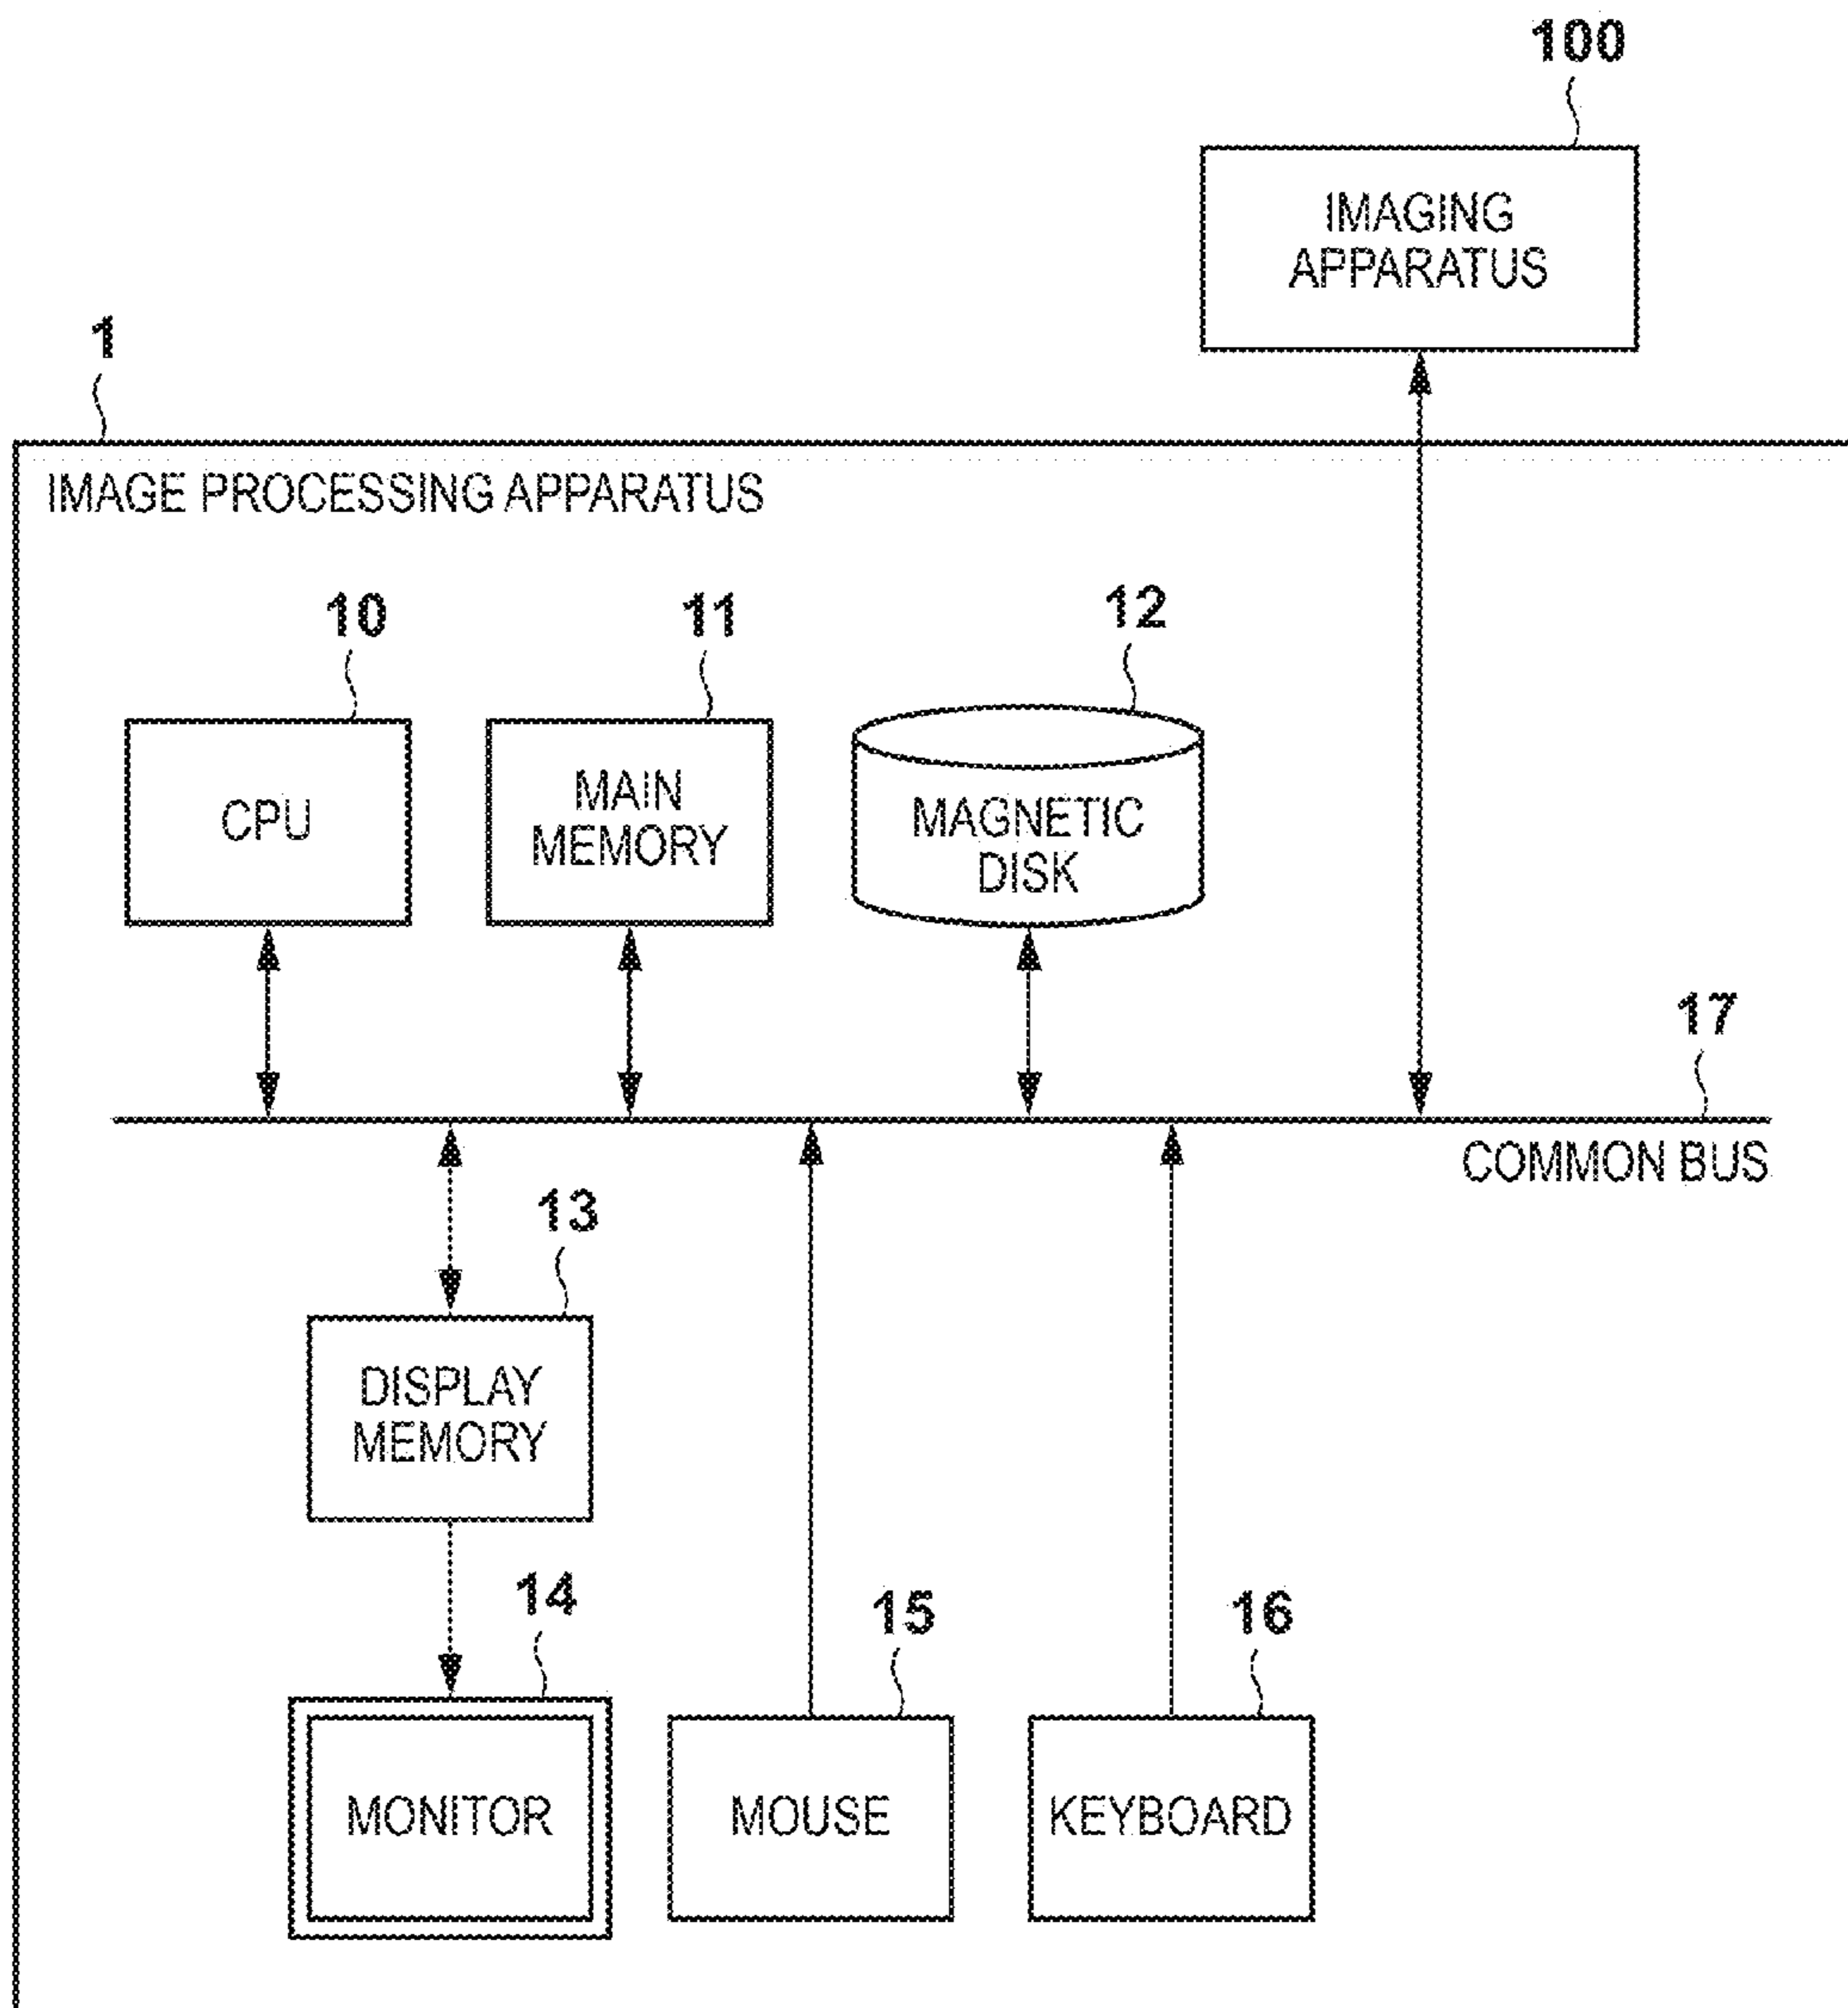 100
IMAGING
APPARATUS
1
IMAGE PROCESSING APPARATUS
10
11
12
CPU
MAIN
MEMORY
MAGNETIC
DISK
17
COMMON BUS
13
DISPLAY
MEMORY
14
15
16
MONITOR
MOUSE
KEYBOARD